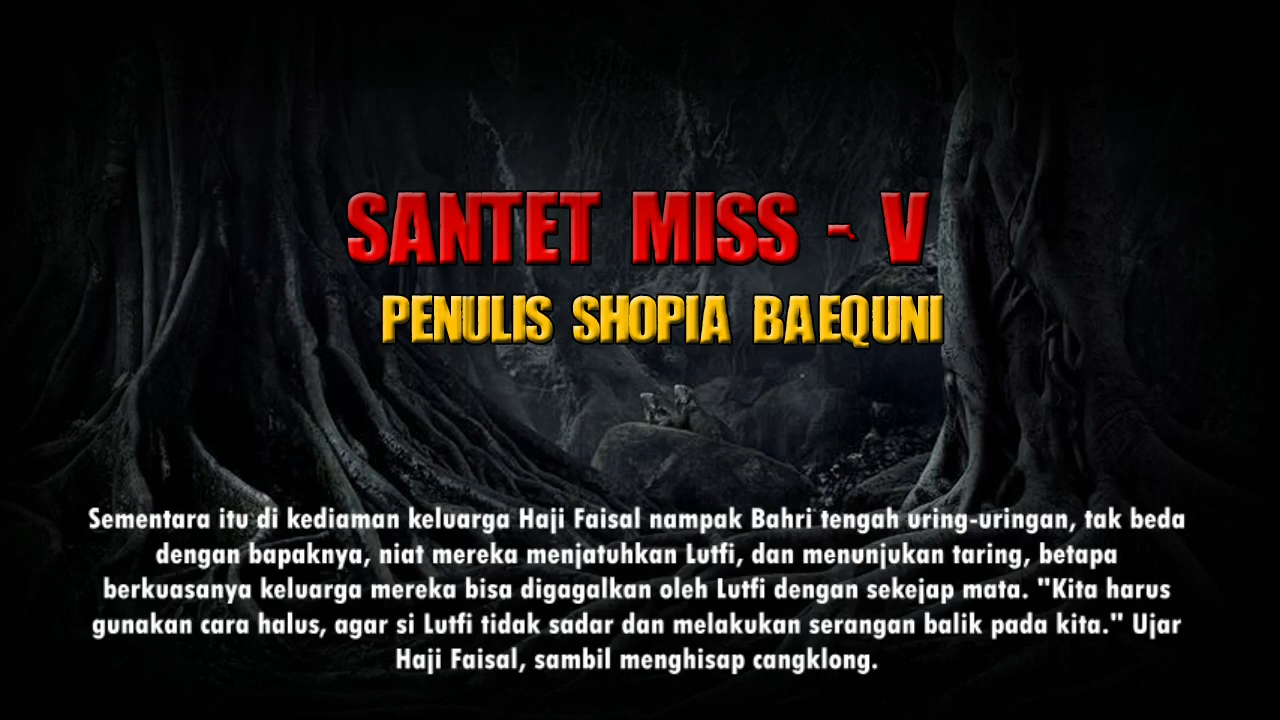 SANTET MISS - V
PENULIS SHOPIA BAEQUNI
Sementara itu di kediaman keluarga Haji Faisal nampak Bahri tengah uring-uringan, tak beda
dengan bapaknya, niat mereka menjatuhkan Lutfi, dan menunjukan taring, betapa
berkuasanya keluarga mereka bisa digagalkan oleh Lutfi dengan sekejap mata. "Kita harus
gunakan cara halus, agar si Lutfi tidak sadar dan melakukan serangan balik pada kita." Ujar
Haji Faisal, sambil menghisap cangklong.